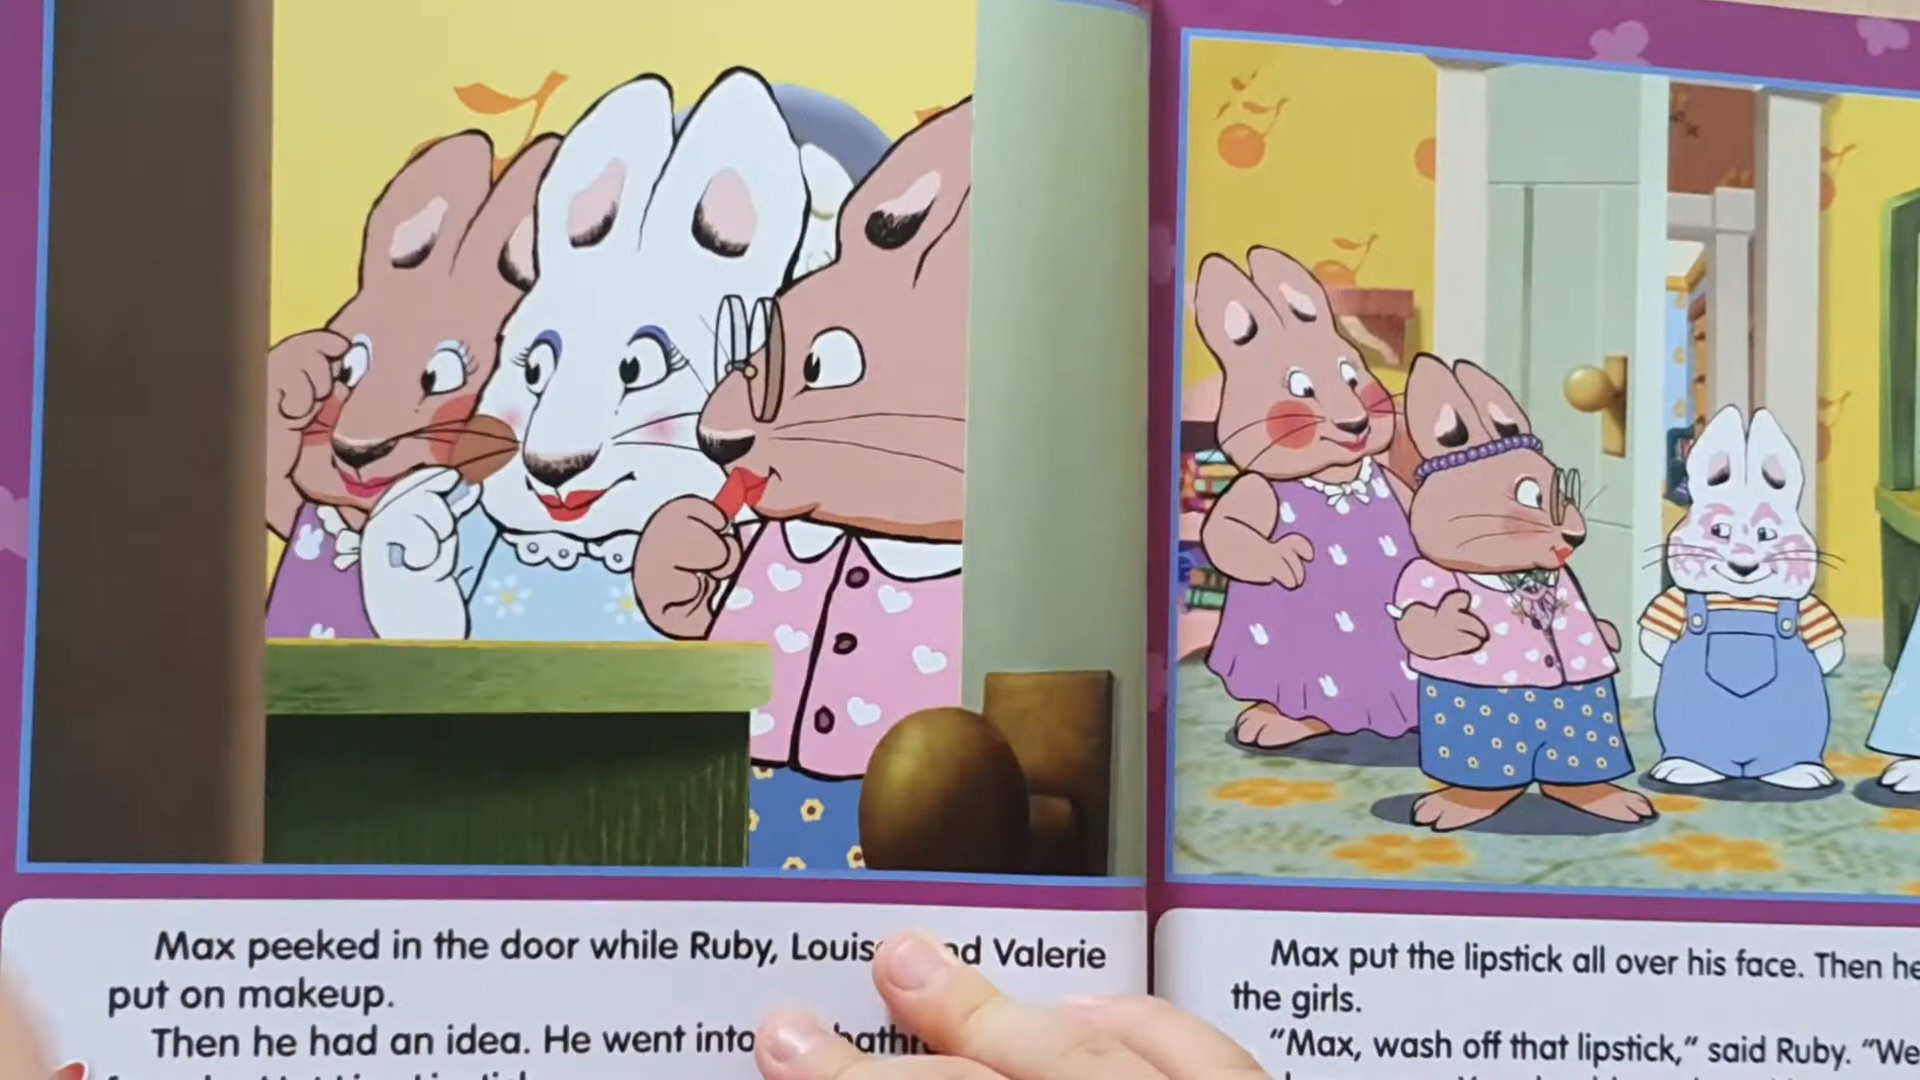 Max peeked in the door while Ruby, Louis d Valerie
put on makeup.
Then he had an idea. He went into bathr
Max put the lipstick all over his face. Then he
the girls.
"Max, wash off that lipstick," said Ruby. "We